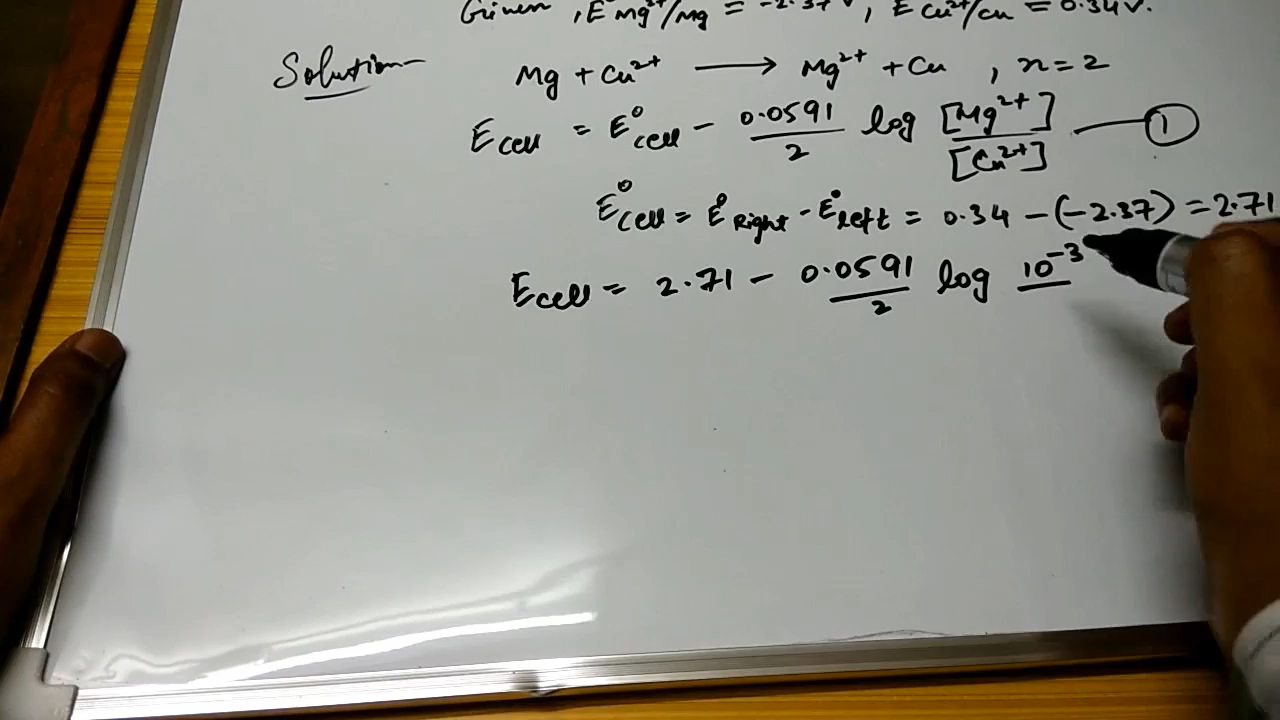 Given, E°Mg²⁺/Mg = -2.37 V, E Cu²⁺/Cu = 0.34V.
Solution-
Mg + Cu²⁺ ⟶ Mg²⁺ + Cu , n = 2
Ecell = E°cell - 0.0591/2 log [Mg²⁺]/[Cu²⁺] — ①
E°cell = E°Right - E°left = 0.34 - (-2.37) = 2.71
Ecell = 2.71 - 0.0591/2 log 10⁻³